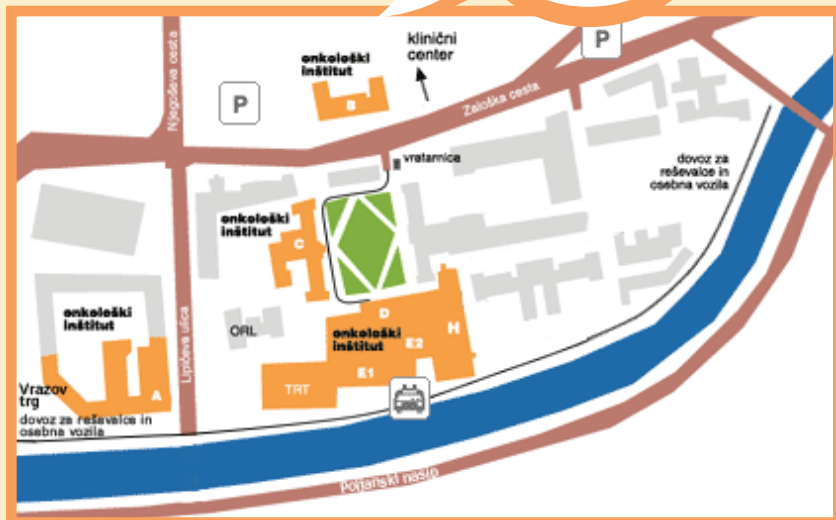 klinični
center
P
P
onkološki
inštitut
B
Njegoševa cesta
Zaloška cesta
vratarnica
dovoz za
reševalce in
osebna vozila
onkološki
inštitut
C
onkološki
inštitut
ORL
Lipičeva ulica
D
onkološki
inštitut
H
E2
E1
TRT
A
Vrazov
trg
dovoz za reševalce in
osebna vozila
Poljanski nasip